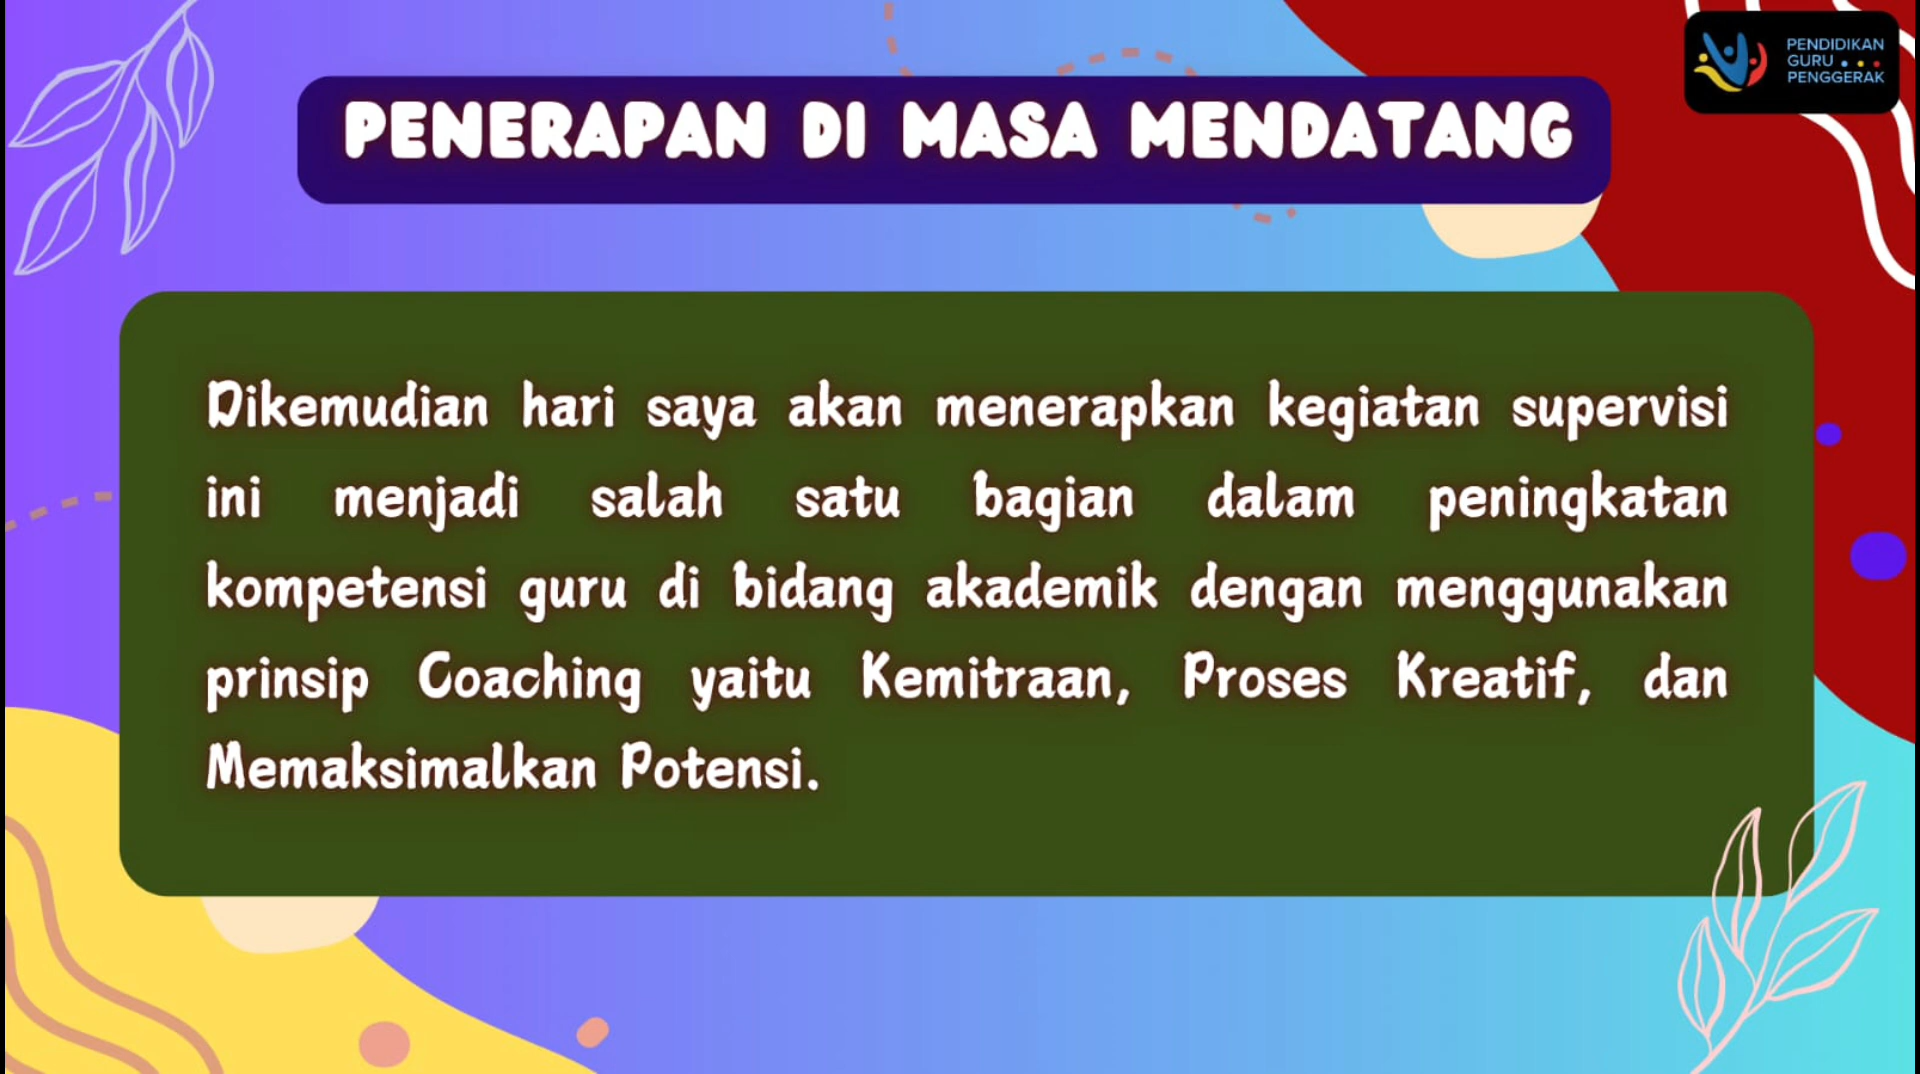 PENDIDIKAN
GURU
PENGGERAK
PENERAPAN DI MASA MENDATANG
Dikemudian hari saya akan menerapkan kegiatan supervisi
ini menjadi salah satu bagian dalam peningkatan
kompetensi guru di bidang akademik dengan menggunakan
prinsip Coaching yaitu Kemitraan, Proses Kreatif, dan
Memaksimalkan Potensi.